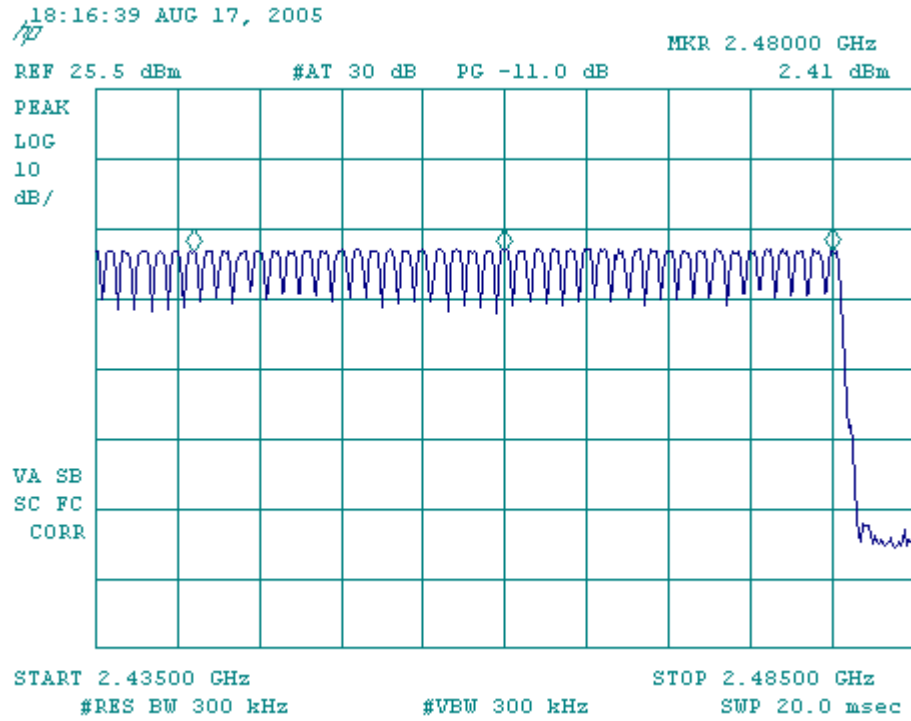 18:16:39 AUG 17, 2005
hp
MKR 2.48000 GHz
REF 25.5 dBm #AT 30 dB PG -11.0 dB 2.41 dBm
PEAK
LOG
10
dB/
VA SB
SC FC
CORR
START 2.43500 GHz STOP 2.48500 GHz
#RES BW 300 kHz #VBW 300 kHz SWP 20.0 msec